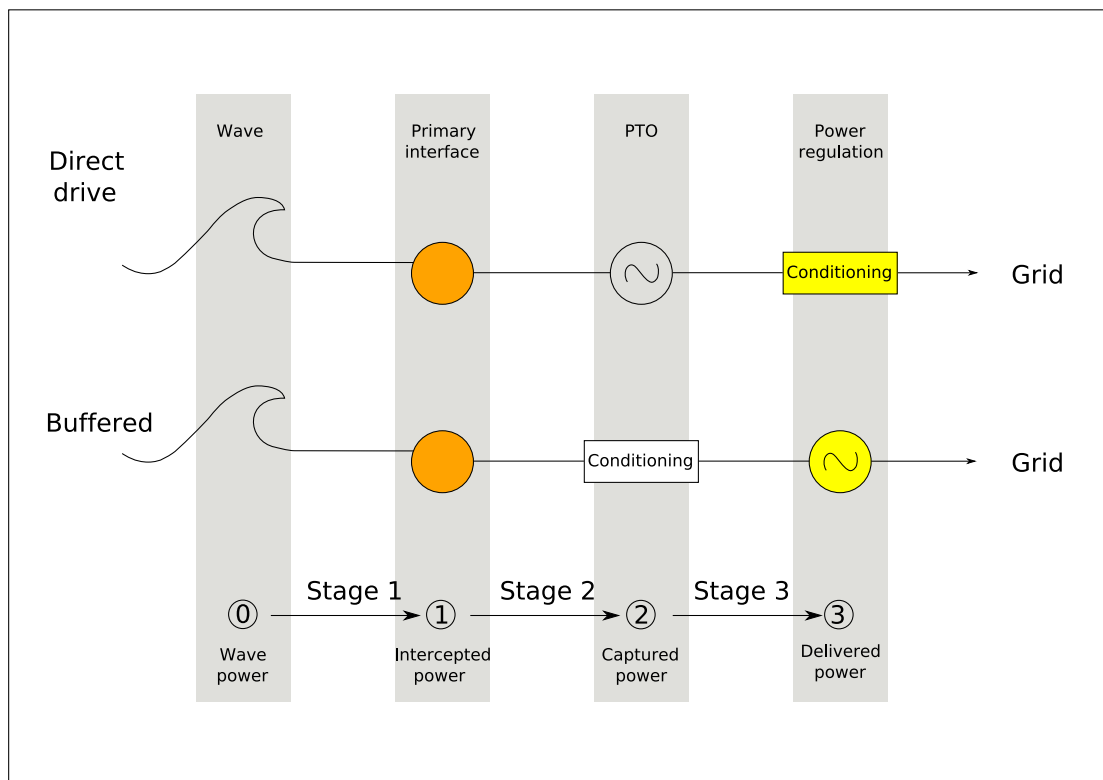 Wave
Primary
interface
PTO
Power
regulation
Direct
drive
Conditioning
Grid
Buffered
Conditioning
Grid
Stage 1
Stage 2
Stage 3
0
1
2
3
Wave
power
Intercepted
power
Captured
power
Delivered
power